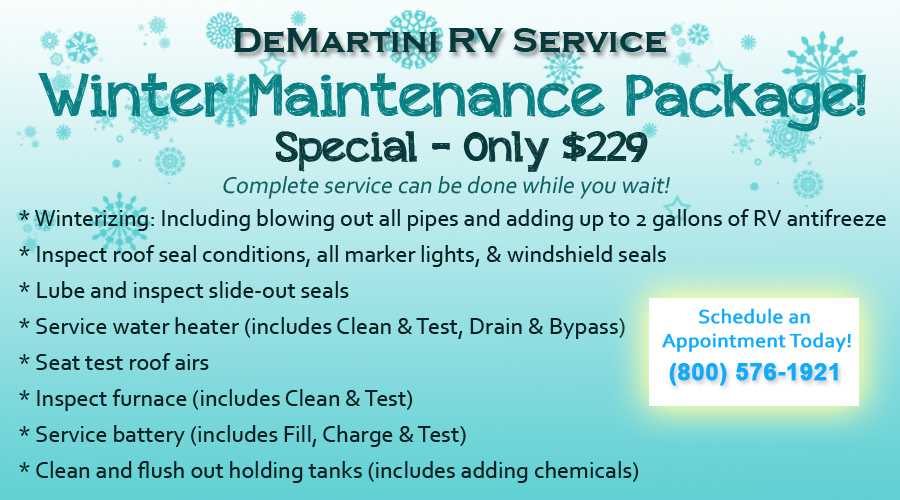 DeMartini RV Service
Winter Maintenance Package!
Special - Only $229
Complete service can be done while you wait!
* Winterizing: Including blowing out all pipes and adding up to 2 gallons of RV antifreeze
* Inspect roof seal conditions, all marker lights, & windshield seals
* Lube and inspect slide-out seals
* Service water heater (includes Clean & Test, Drain & Bypass)
* Seat test roof airs
* Inspect furnace (includes Clean & Test)
* Service battery (includes Fill, Charge & Test)
* Clean and flush out holding tanks (includes adding chemicals)
Schedule an
Appointment Today!
(800) 576-1921